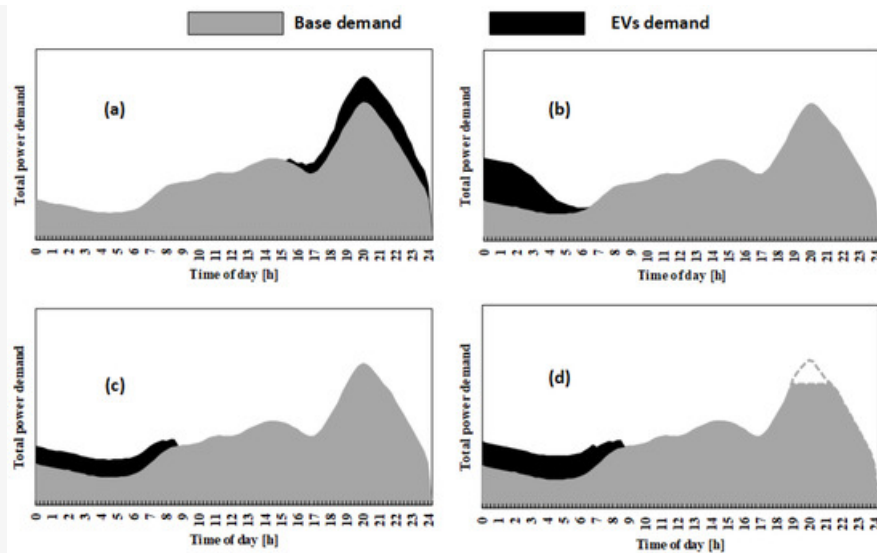 Base demand
EVs demand
(a)
Total power demand
0 1 2 3 4 5 6 7 8 9 10 11 12 13 14 15 16 17 18 19 20 21 22 23 24
Time of day [h]
(b)
Total power demand
0 1 2 3 4 5 6 7 8 9 10 11 12 13 14 15 16 17 18 19 20 21 22 23 24
Time of day [h]
(c)
Total power demand
0 1 2 3 4 5 6 7 8 9 10 11 12 13 14 15 16 17 18 19 20 21 22 23 24
Time of day [h]
(d)
Total power demand
0 1 2 3 4 5 6 7 8 9 10 11 12 13 14 15 16 17 18 19 20 21 22 23 24
Time of day [h]